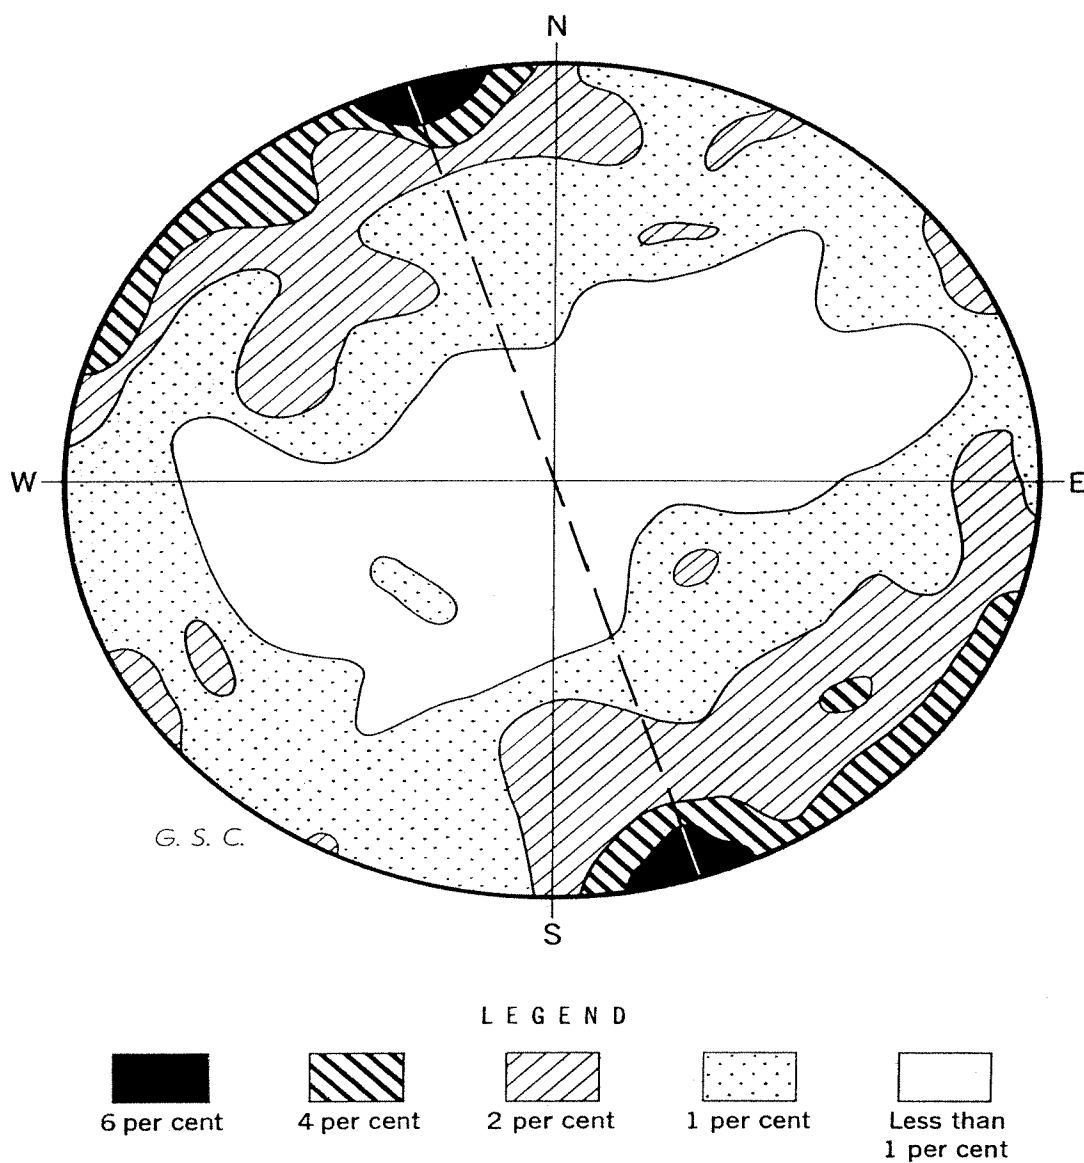 N
W
E
G. S. C.
S
LEGEND
6 per cent
4 per cent
2 per cent
1 per cent
Less than
1 per cent